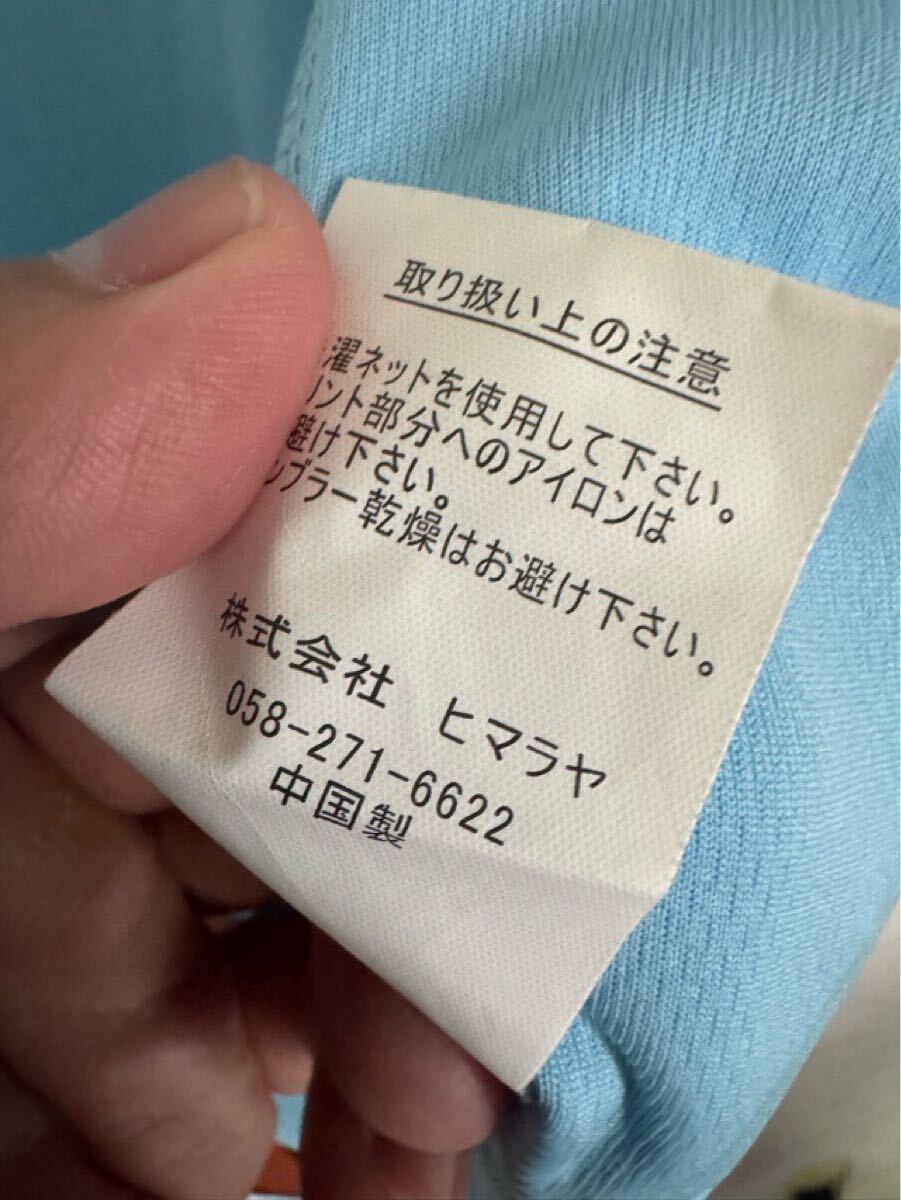 取り扱い上の注意
濯ネットを使用して下さい。
リント部分へのアイロンは
避け下さい。
ンブラー乾燥はお避け下さい。
株式会社 ヒマラヤ
058-271-6622
中国製